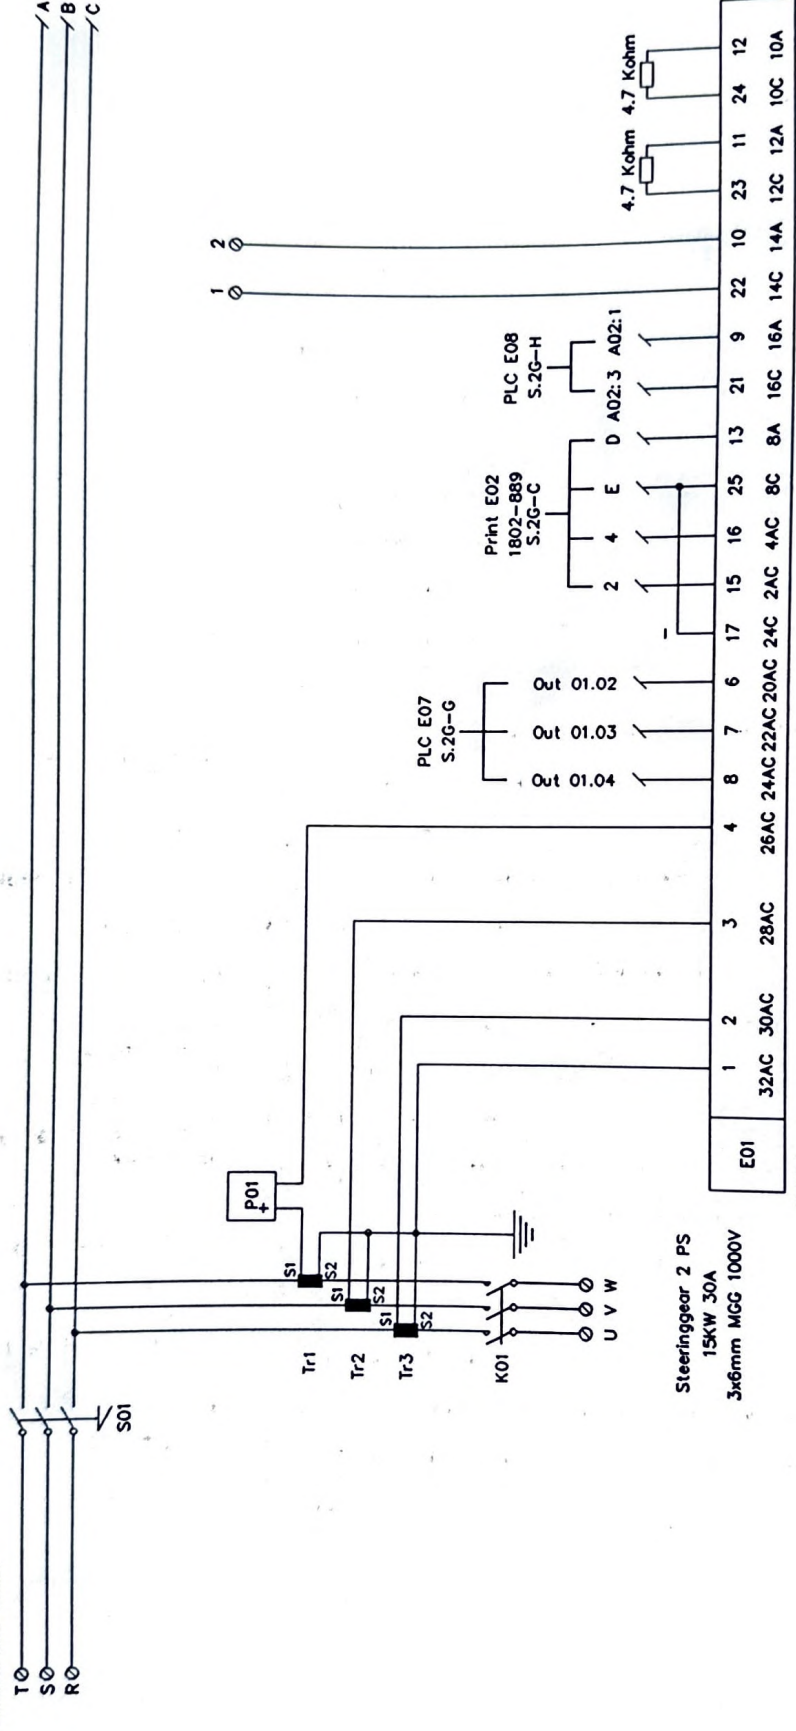 A
B
C
T
S
R
S01
2
1
4.7 Kohm 4.7 Kohm
PLC E08
S.2G-H
A02:3 A02:1
Print E02
1802-889
S.2G-C
2 4 E D
PLC E07
S.2G-G
Out 01.04
Out 01.03
Out 01.02
-
P01
+
S1
S2
S1
S2
S1
S2
Tr1
Tr2
Tr3
K01
W
V
U
E01
1 2 3 4 8 7 6 17 15 16 25 13 21 9 22 10 23 11 24 12
32AC 30AC 28AC 26AC 24AC 22AC 20AC 24C 2AC 4AC 8C 8A 16C 16A 14C 14A 12C 12A 10C 10A
Steeringgear 2 PS
15KW 30A
3x6mm MGG 1000V